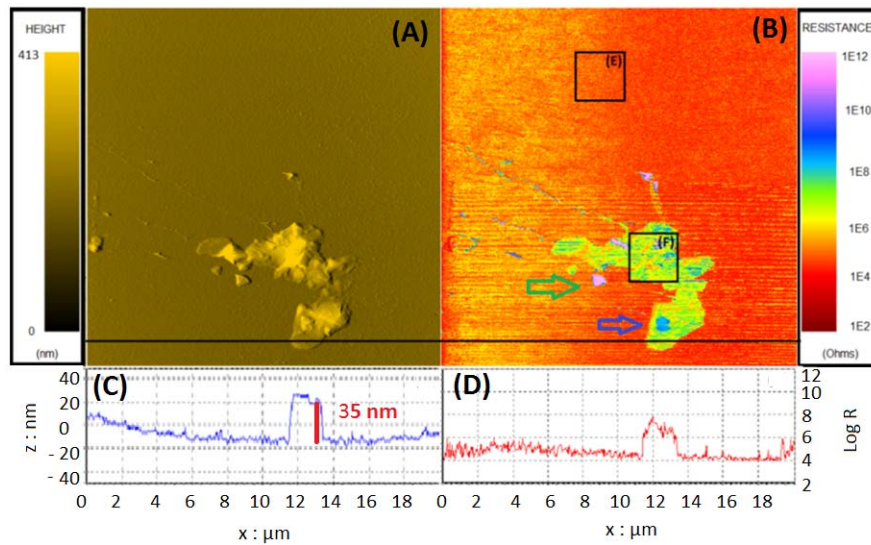 HEIGHT
413
0
(nm)
(A)
(B)
(E)
(F)
RESISTANCE
1E12
1E10
1E8
1E6
1E4
1E2
(Ohms)
(C)
40
20
0
- 20
- 40
z : nm
35 nm
0 2 4 6 8 10 12 14 16 18
x : µm
(D)
12
10
8
6
4
2
Log R
0 2 4 6 8 10 12 14 16 18
x : µm